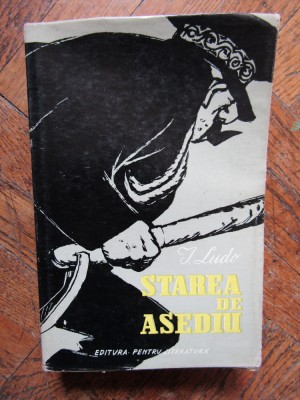 I. Ludo
STAREA
DE
ASEDIU
EDITURA PENTRU LITERATURĂ